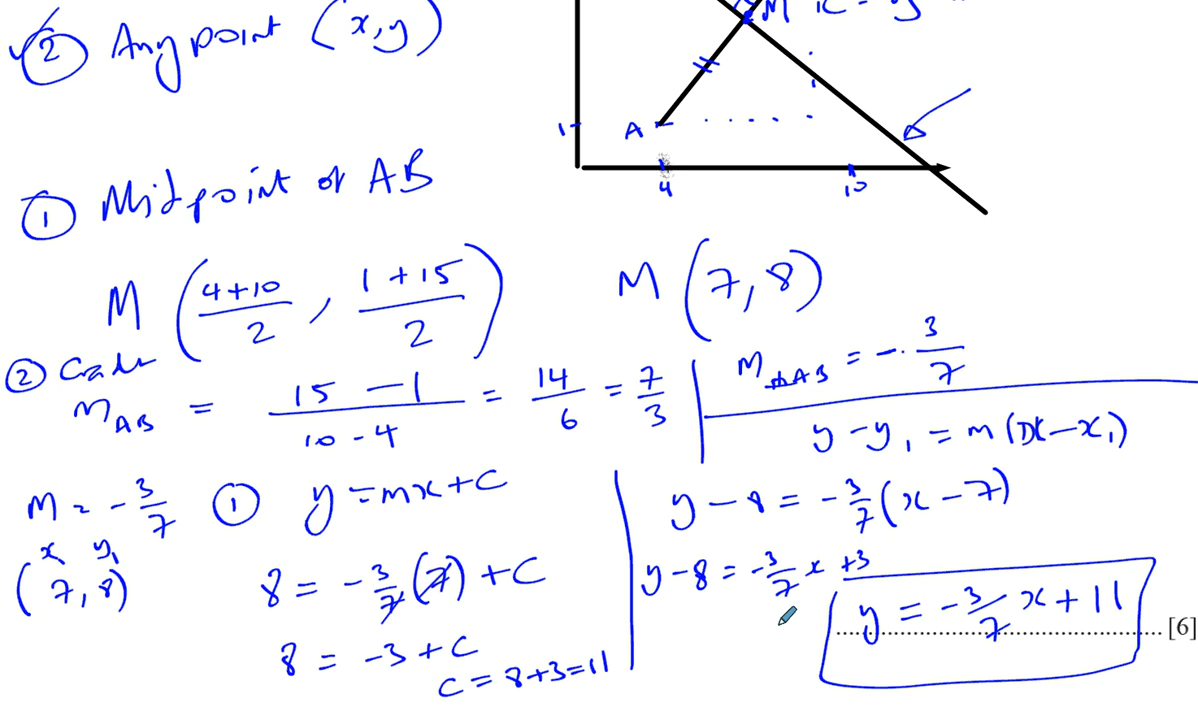 ② Any point (x,y)
M
1
A
4
10
① Midpoint of AB
M (4+10/2, 1+15/2) M (7,8)
②
M AB = 15-1/10-4 = 14/6 = 7/3
= -3/7
y-y₁ = m(x-x₁)
M = -3/7 ① y = mx+c
x y₁
(7,8)
8 = -3/7(7)+c
8 = -3+c
c = 8+3=11
y-8 = -3/7(x-7)
y-8 = -3/7 x +3
y = -3/7 x+11
[6]